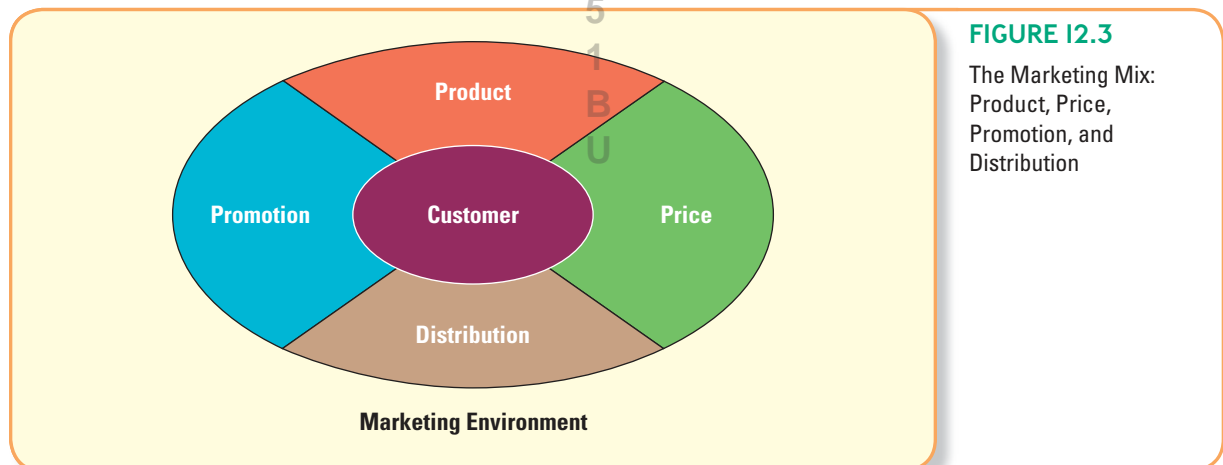 5
1
B
U
Product
Promotion
Customer
Price
Distribution
Marketing Environment
FIGURE 12.3
The Marketing Mix:
Product, Price,
Promotion, and
Distribution